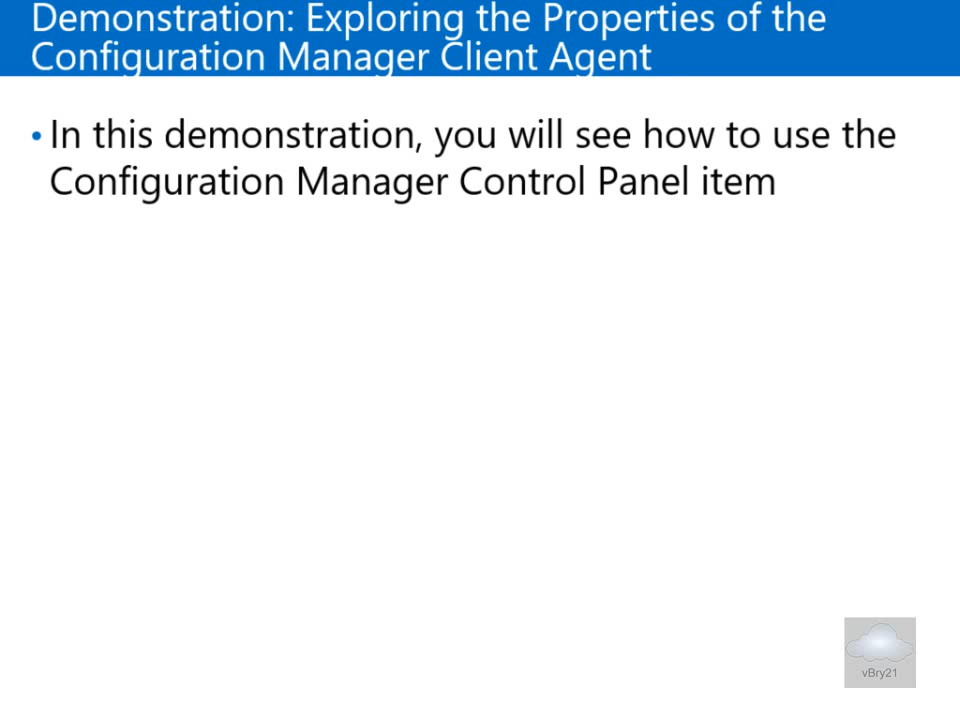 Demonstration: Exploring the Properties of the
Configuration Manager Client Agent
• In this demonstration, you will see how to use the
Configuration Manager Control Panel item
vBry21